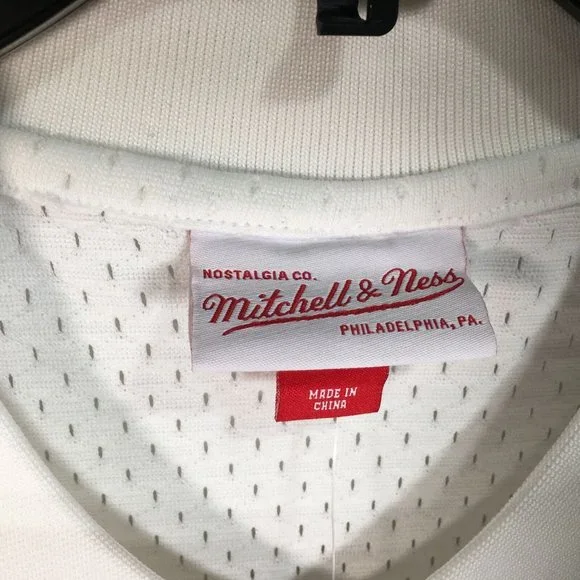 NOSTALGIA CO.
Mitchell & Ness
PHILADELPHIA, PA.
MADE IN
CHINA